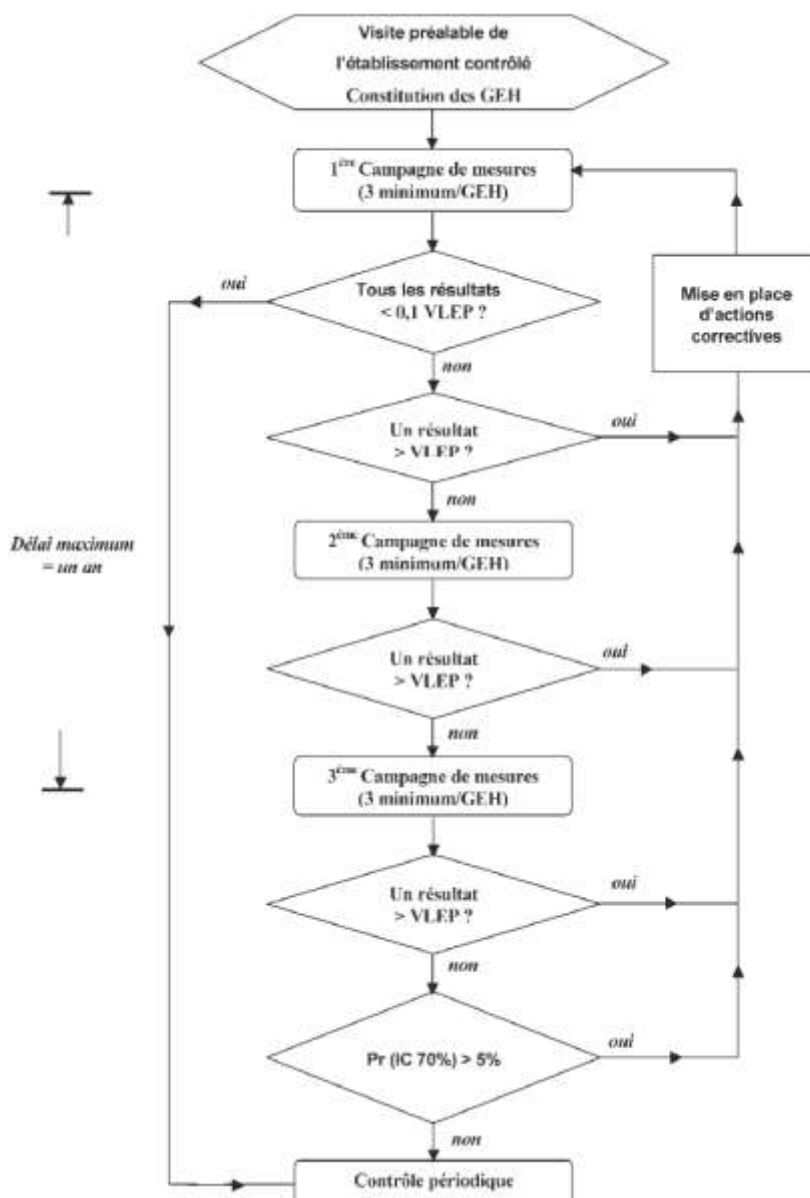 Visite préalable de
l'établissement contrôlé
Constitution des GEH
1ère Campagne de mesures
(3 minimum/GEH)
oui
Tous les résultats
< 0,1 VLEP ?
Mise en place
d'actions
correctives
non
Un résultat
> VLEP ?
oui
non
Délai maximum
= un an
2ème Campagne de mesures
(3 minimum/GEH)
Un résultat
> VLEP ?
oui
non
3ème Campagne de mesures
(3 minimum/GEH)
Un résultat
> VLEP ?
oui
non
Pr (IC 70%) > 5%
oui
non
Contrôle périodique